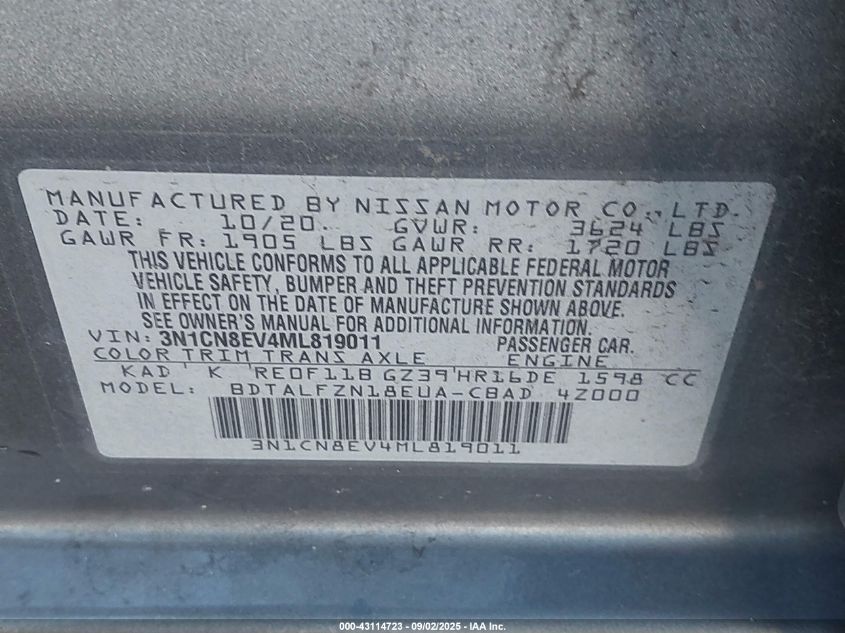 MANUFACTURED BY NISSAN MOTOR CO., LTD.
DATE: 10/20 GVWR: 3624 LBS
GAWR FR: 1905 LBS GAWR RR: 1720 LBS
THIS VEHICLE CONFORMS TO ALL APPLICABLE FEDERAL MOTOR
VEHICLE SAFETY, BUMPER AND THEFT PREVENTION STANDARDS
IN EFFECT ON THE DATE OF MANUFACTURE SHOWN ABOVE.
SEE OWNER'S MANUAL FOR ADDITIONAL INFORMATION.
VIN: 3N1CN8EV4ML819011 PASSENGER CAR.
COLOR TRIM TRANS AXLE ENGINE
KAD K RE0F11B GZ39 HR16DE 1598 CC
MODEL: BDTALFZN18EUA-CBAD 4Z000
3N1CN8EV4ML819011
000-43114723 - 09/02/2025 - IAA Inc.